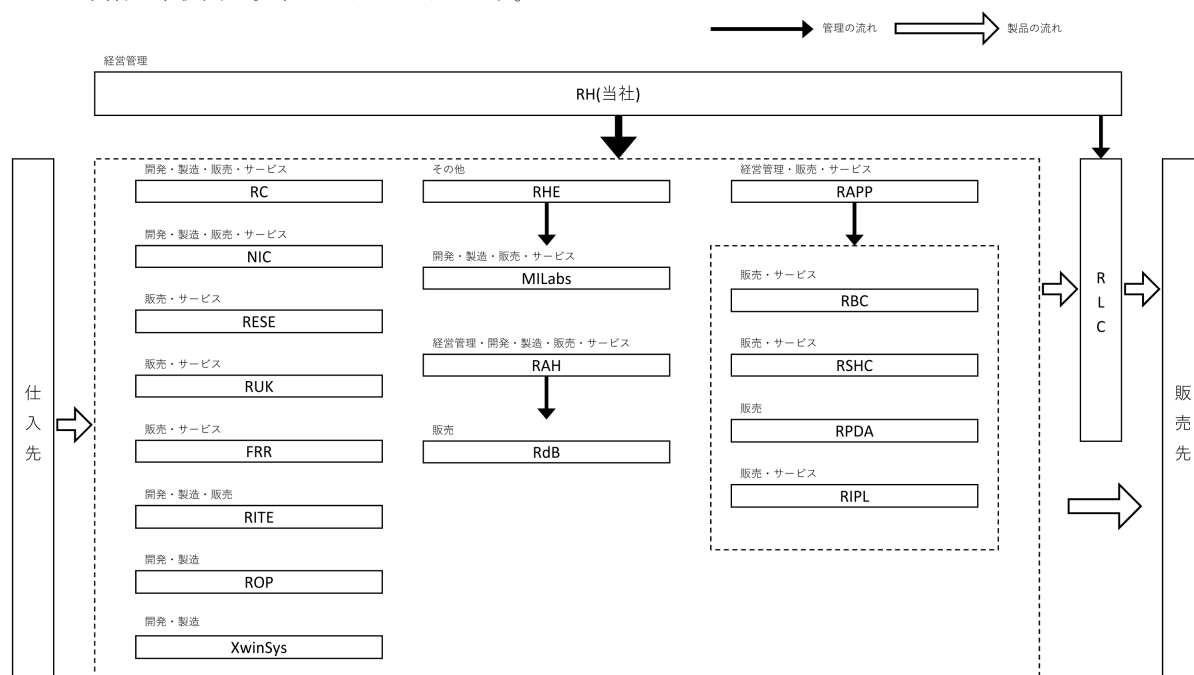 管理の流れ
製品の流れ
経営管理
RH(当社)
仕入先
開発・製造・販売・サービス
RC
開発・製造・販売・サービス
NIC
販売・サービス
RESE
販売・サービス
RUK
販売・サービス
FRR
開発・製造・販売
RITE
開発・製造
ROP
開発・製造
XwinSys
その他
RHE
開発・製造・販売・サービス
MILabs
経営管理・開発・製造・販売・サービス
RAH
販売
RdB
経営管理・販売・サービス
RAPP
販売・サービス
RBC
販売・サービス
RSHC
販売
RPDA
販売・サービス
RIPL
RLC
販売先